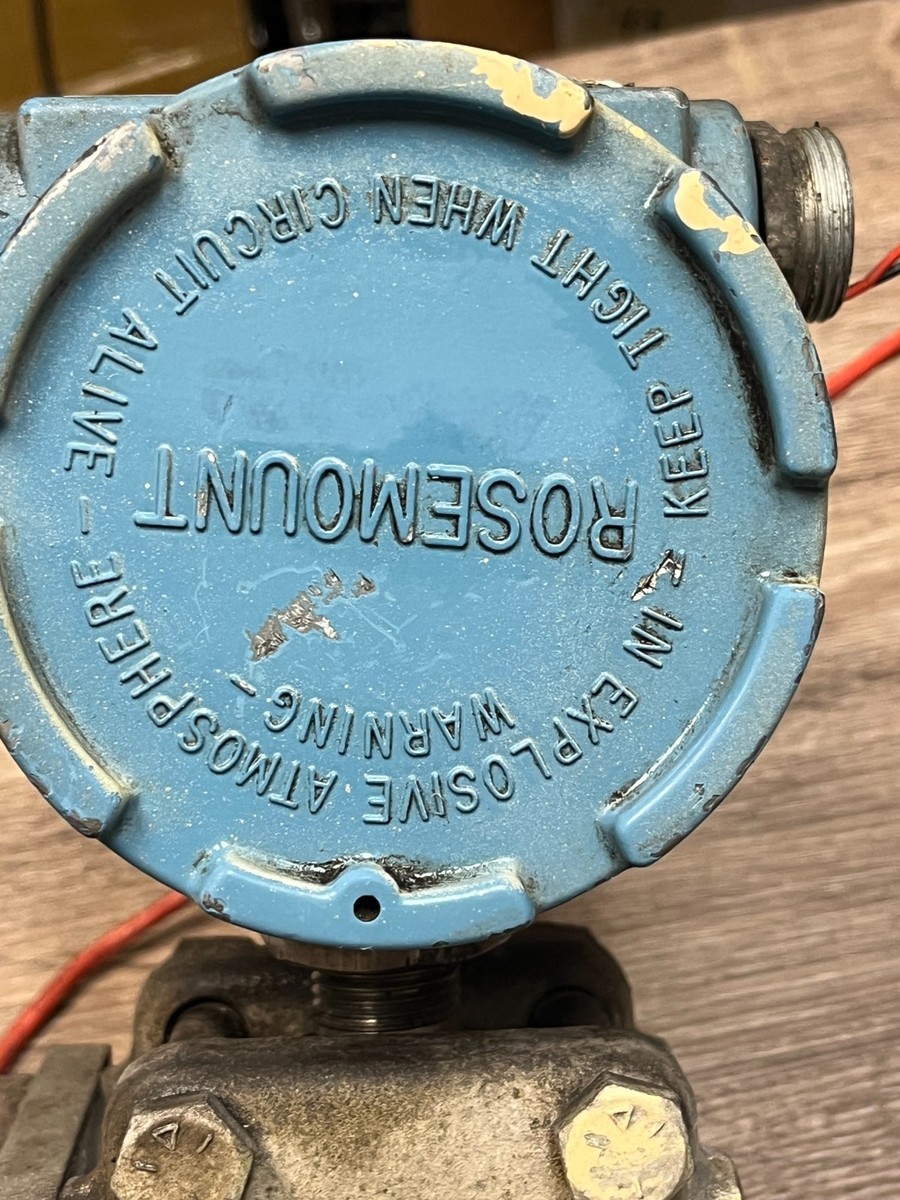 WARNING -
IN EXPLOSIVE ATMOSPHERE -
ROSEMOUNT
KEEP TIGHT WHEN CIRCUIT ALIVE -